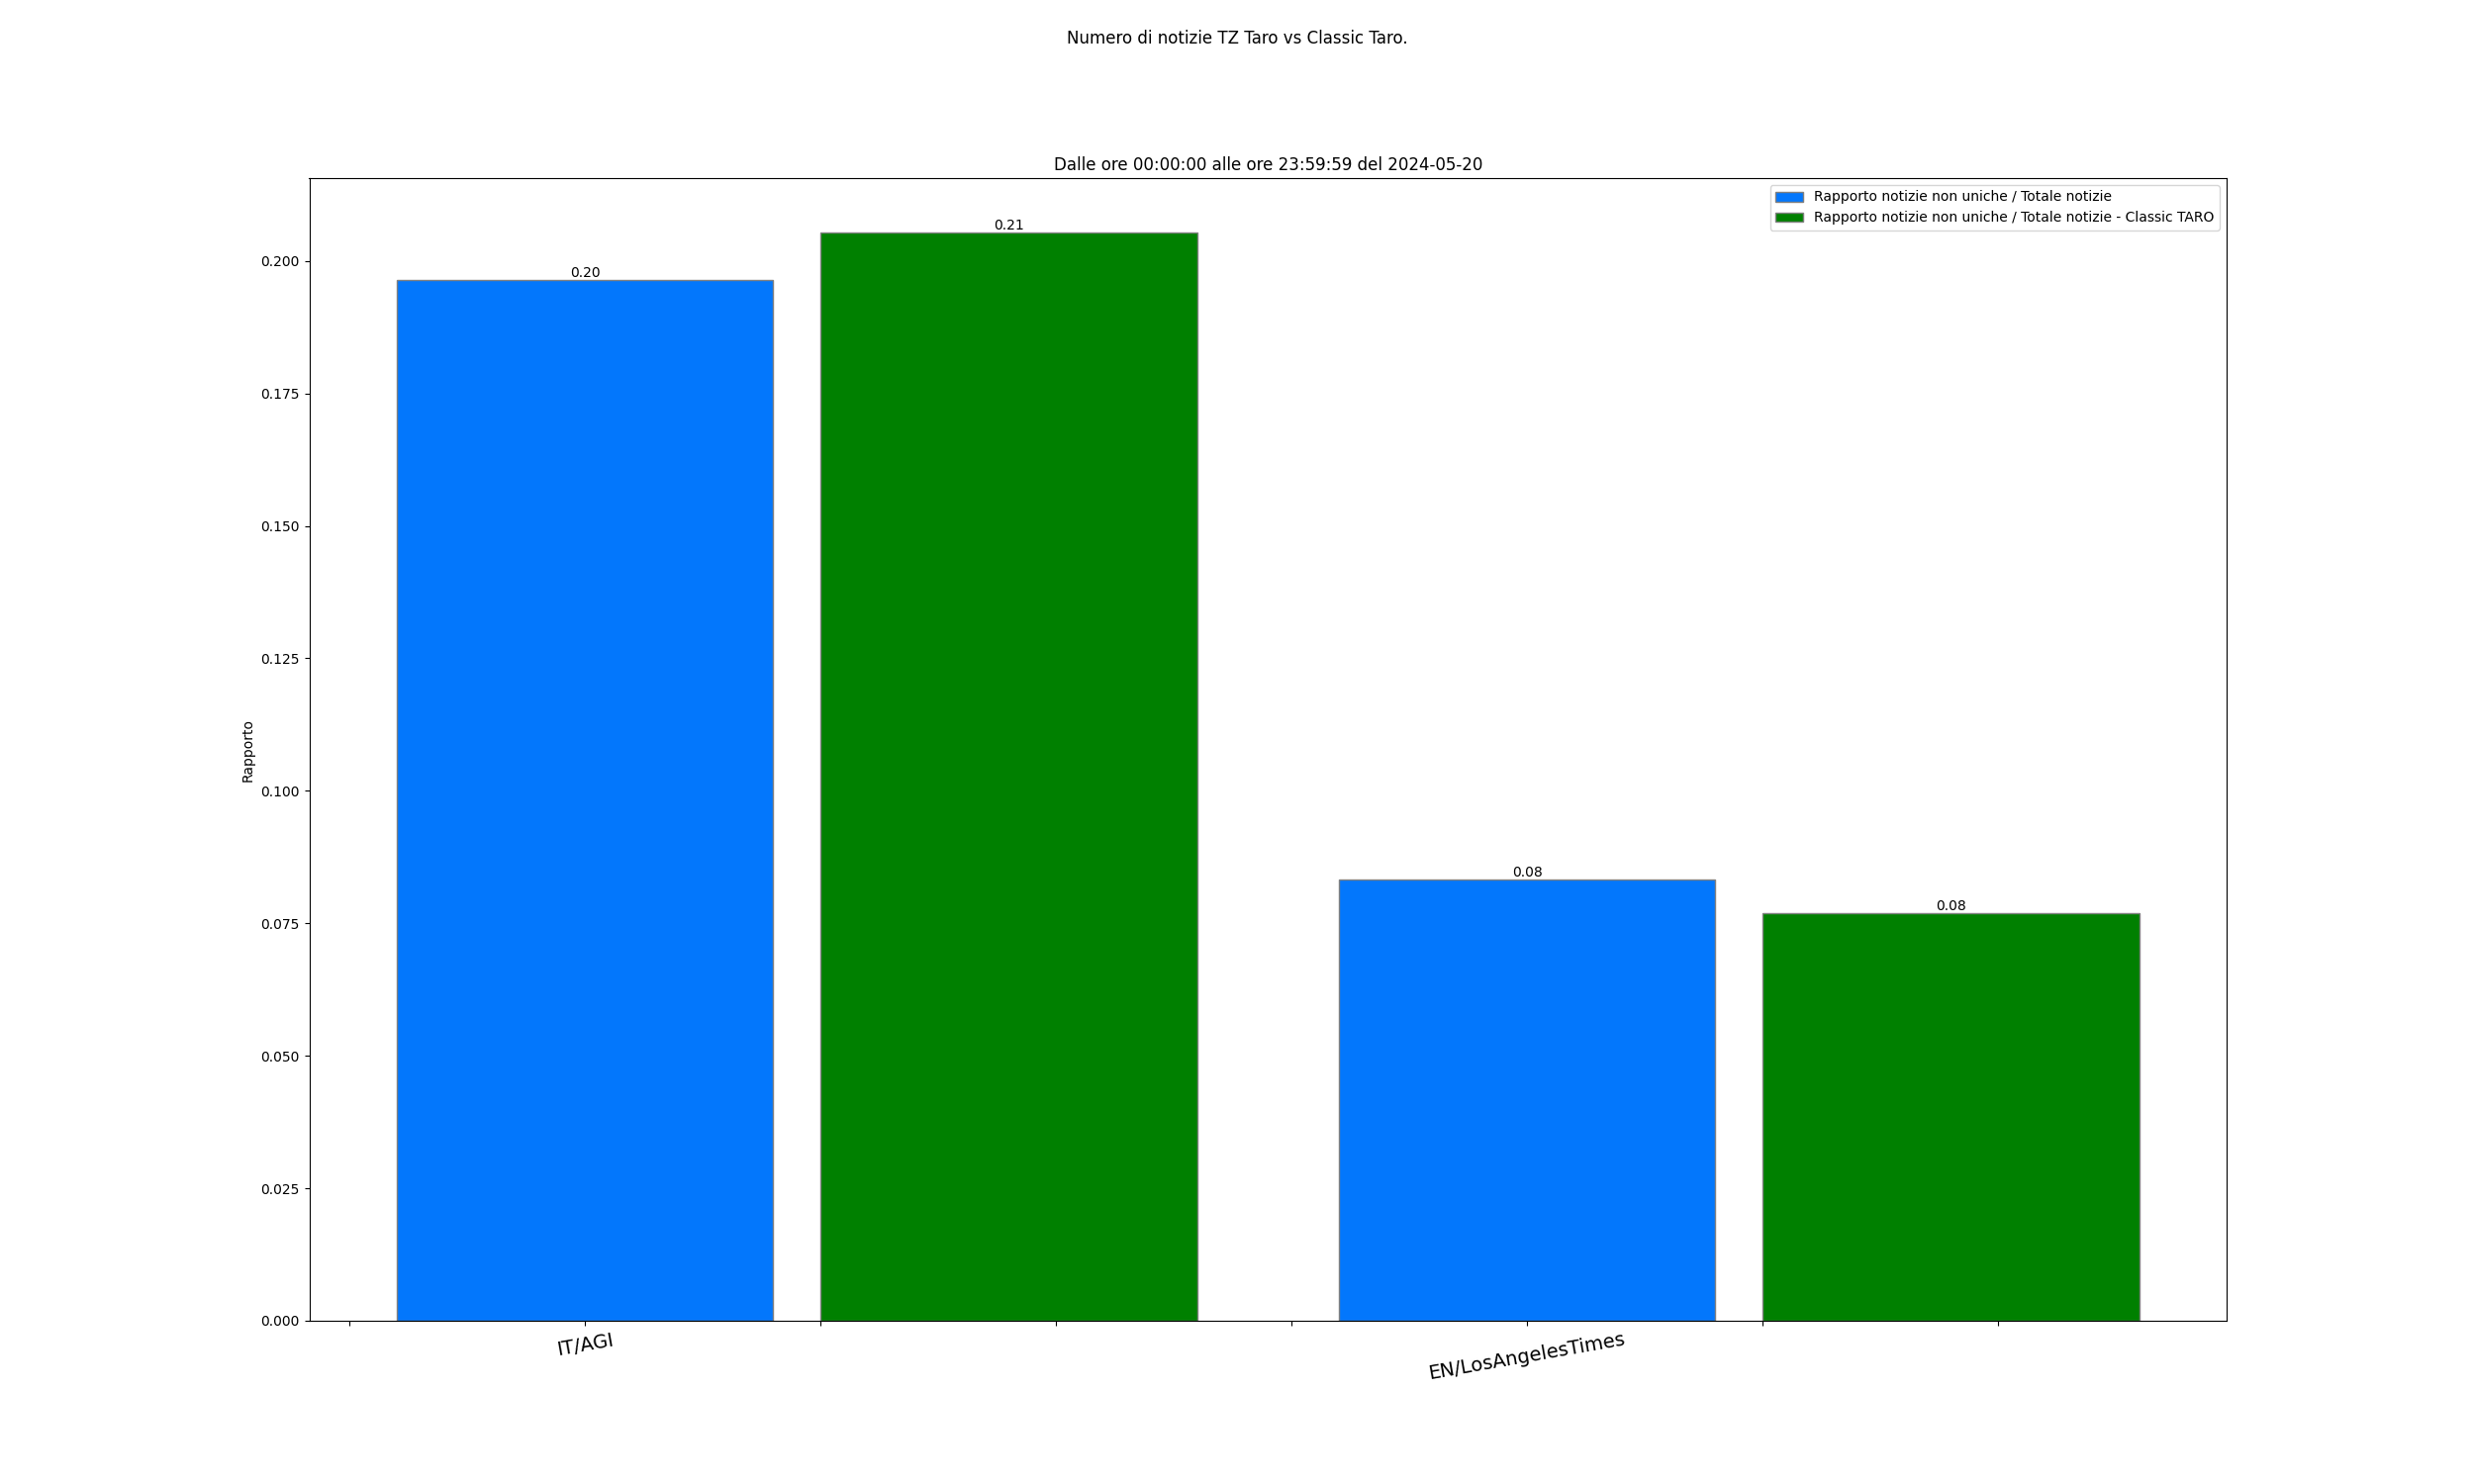 Numero di notizie TZ Taro vs Classic Taro.
Dalle ore 00:00:00 alle ore 23:59:59 del 2024-05-20
Rapporto notizie non uniche / Totale notizie
Rapporto notizie non uniche / Totale notizie - Classic TARO
0.21
0.20
0.08
0.08
0.200
0.175
0.150
0.125
0.100
0.075
0.050
0.025
0.000
Rapporto
IT/AGI
EN/LosAngelesTimes